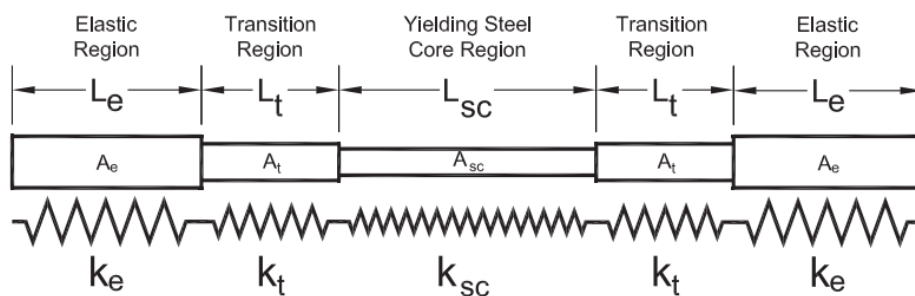 Elastic Region
Transition Region
Yielding Steel Core Region
Transition Region
Elastic Region
Le
Lt
Lsc
Lt
Le
Ae
At
Asc
At
Ae
ke
kt
ksc
kt
ke